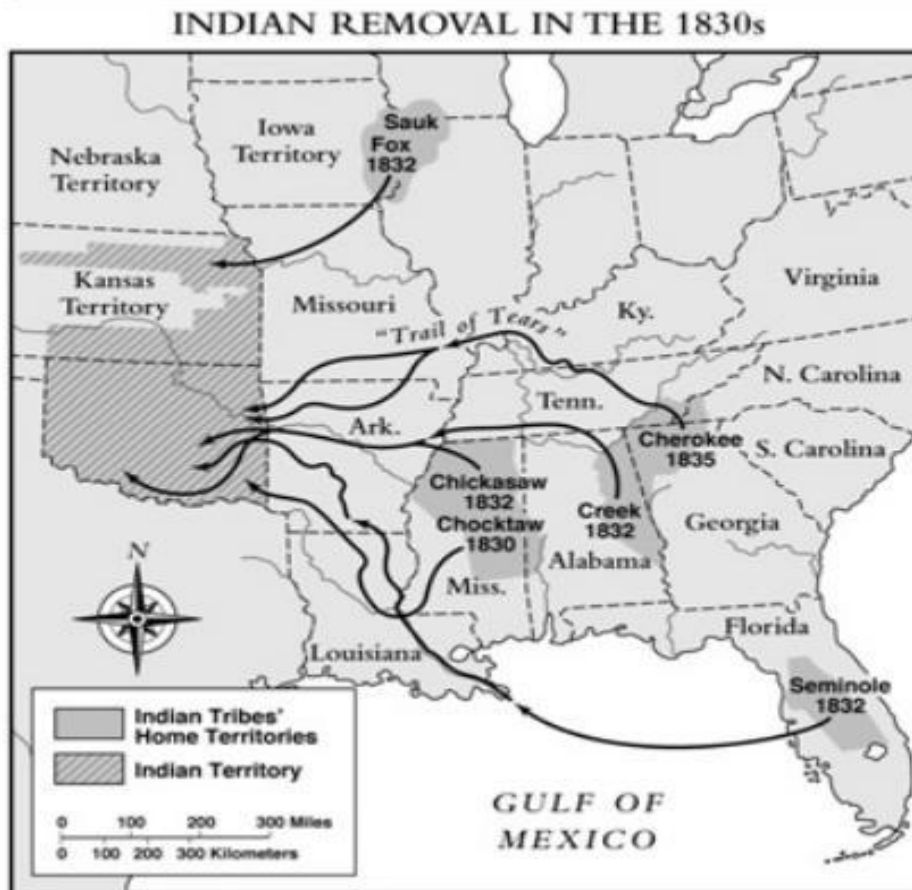 INDIAN REMOVAL IN THE 1830s
Sauk
Fox
1832
Iowa
Territory
Nebraska
Territory
Kansas
Territory
Missouri
"Trail of Tears"
Ky.
Virginia
N. Carolina
Tenn.
Ark.
Cherokee
1835
S. Carolina
Chickasaw
1832
Chocktaw
1830
Creek
1832
Georgia
Alabama
Miss.
N
Louisiana
Florida
Seminole
1832
Indian Tribes'
Home Territories
Indian Territory
0 100 200 300 Miles
0 100 200 300 Kilometers
GULF OF
MEXICO